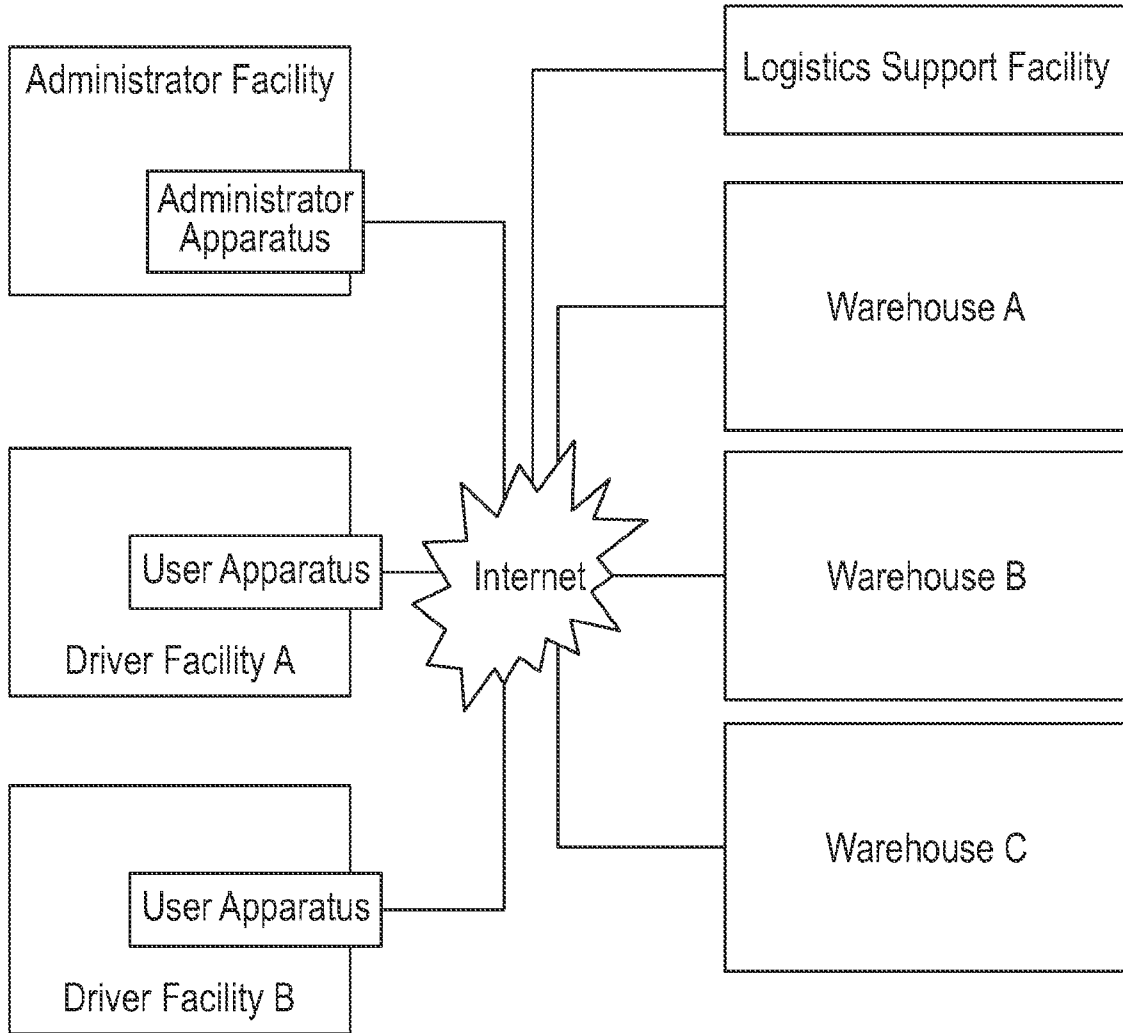 Administrator Facility
Administrator
Apparatus
User Apparatus
Driver Facility A
User Apparatus
Driver Facility B
Internet
Logistics Support Facility
Warehouse A
Warehouse B
Warehouse C